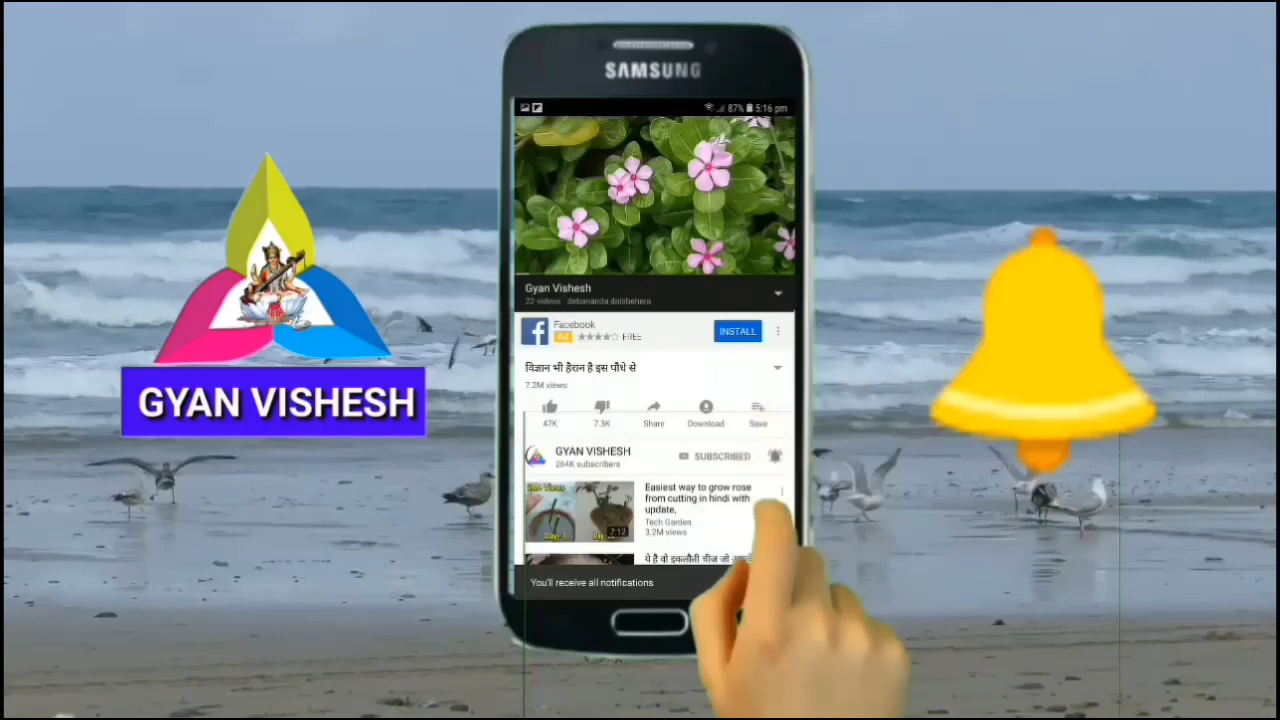 SAMSUNG
87% 5:16 pm
Gyan Vishesh
22 videos · debananda dalabehera
Facebook
Ad FREE
INSTALL
विज्ञान भी हैरान है इस पौधे से
7.2M views
47K
7.3K
Share
Download
Save
GYAN VISHESH
264K subscribers
SUBSCRIBED
GYAN VISHESH
Easiest way to grow rose
from cutting in hindi with
update,
Tech Garden
3.2M views
7:12
ये है वो इकलौती चीज जो
You'll receive all notifications